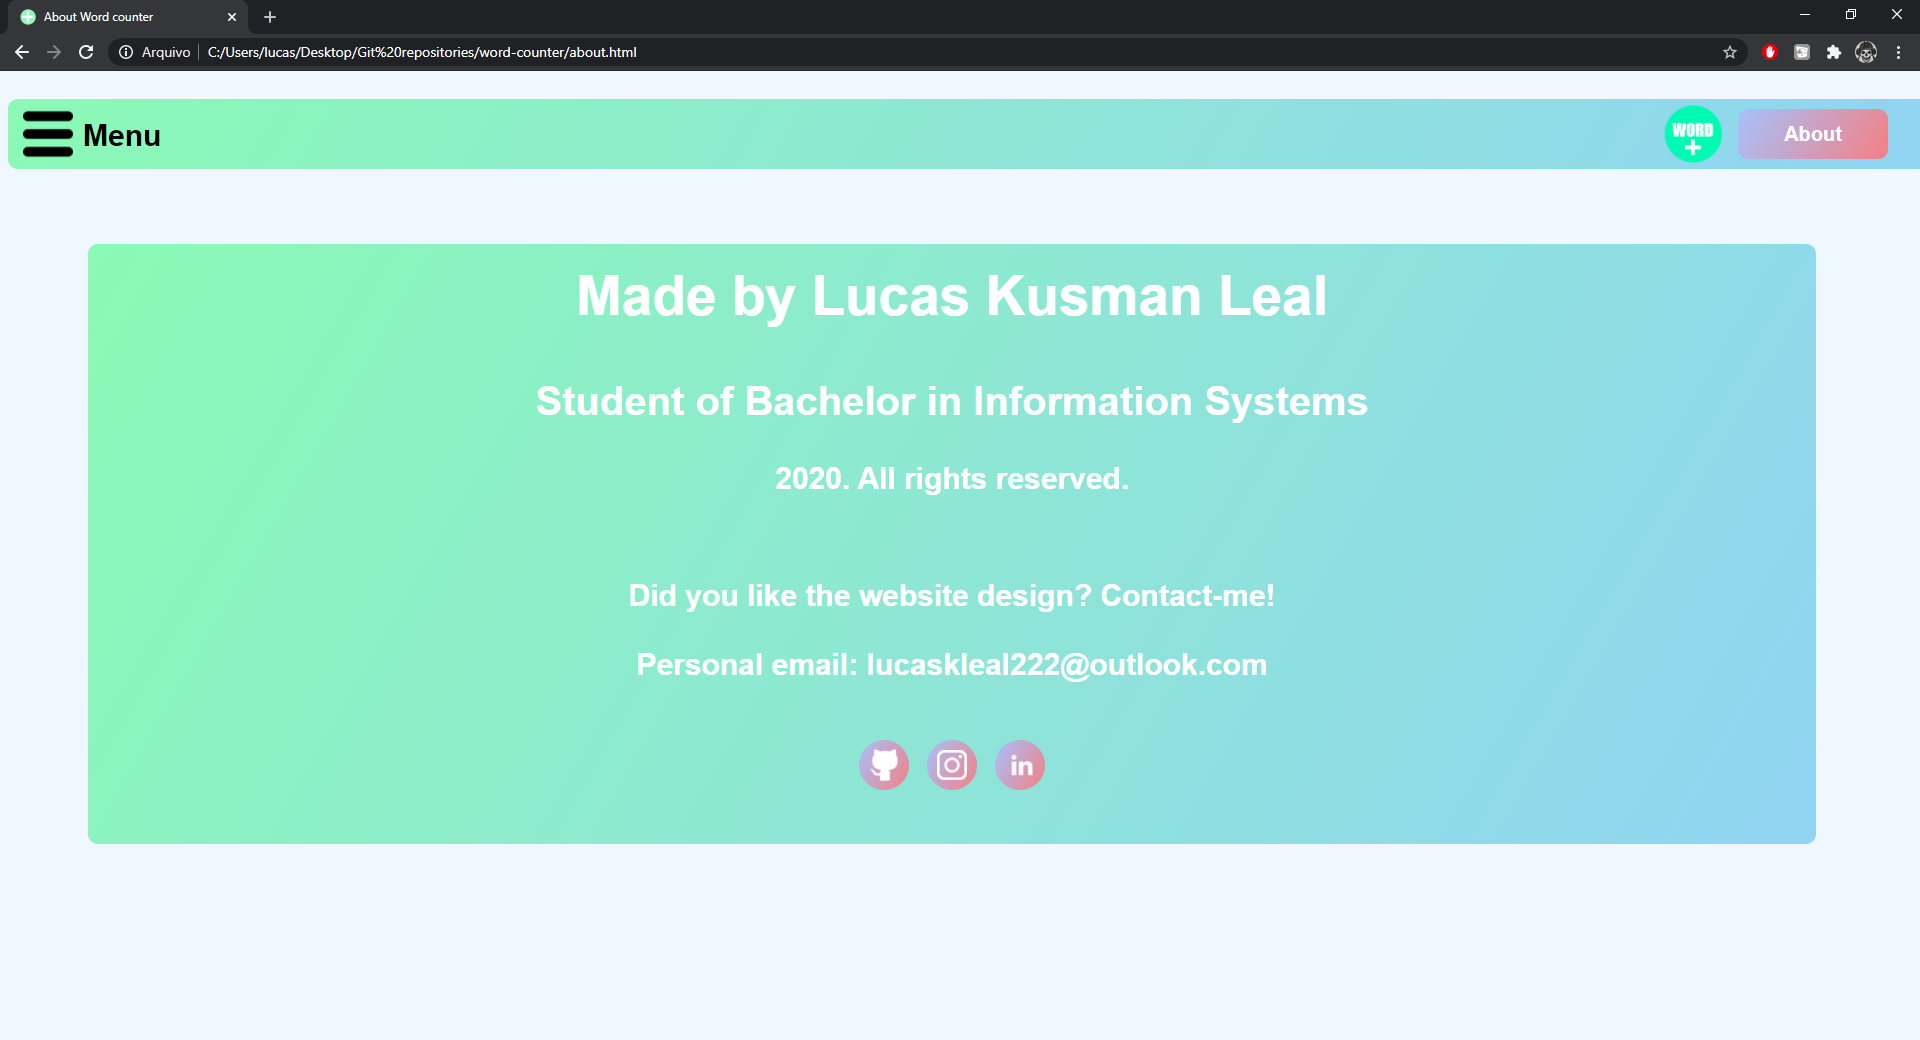 About Word counter
Arquivo C:/Users/lucas/Desktop/Git%20repositories/word-counter/about.html
Menu
WORD
About
Made by Lucas Kusman Leal
Student of Bachelor in Information Systems
2020. All rights reserved.
Did you like the website design? Contact-me!
Personal email: lucaskleal222@outlook.com
in